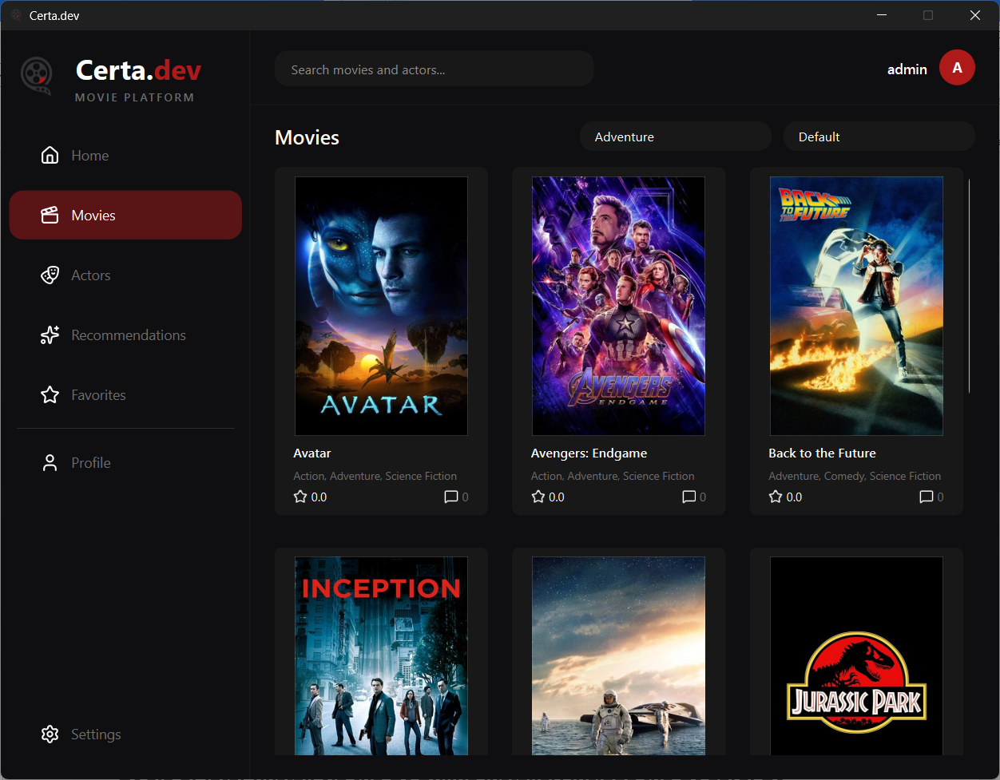 Certa.dev
Certa.dev
MOVIE PLATFORM
Search movies and actors...
admin
A
Home
Movies
Actors
Recommendations
Favorites
Profile
Settings
Movies
Adventure
Default
AVATAR
Avatar
Action, Adventure, Science Fiction
0.0
0
AVENGERS
ENDGAME
Avengers: Endgame
Action, Adventure, Science Fiction
0.0
0
BACK
TO THE FUTURE
Back to the Future
Adventure, Comedy, Science Fiction
0.0
0
INCEPTION
JURASSIC PARK